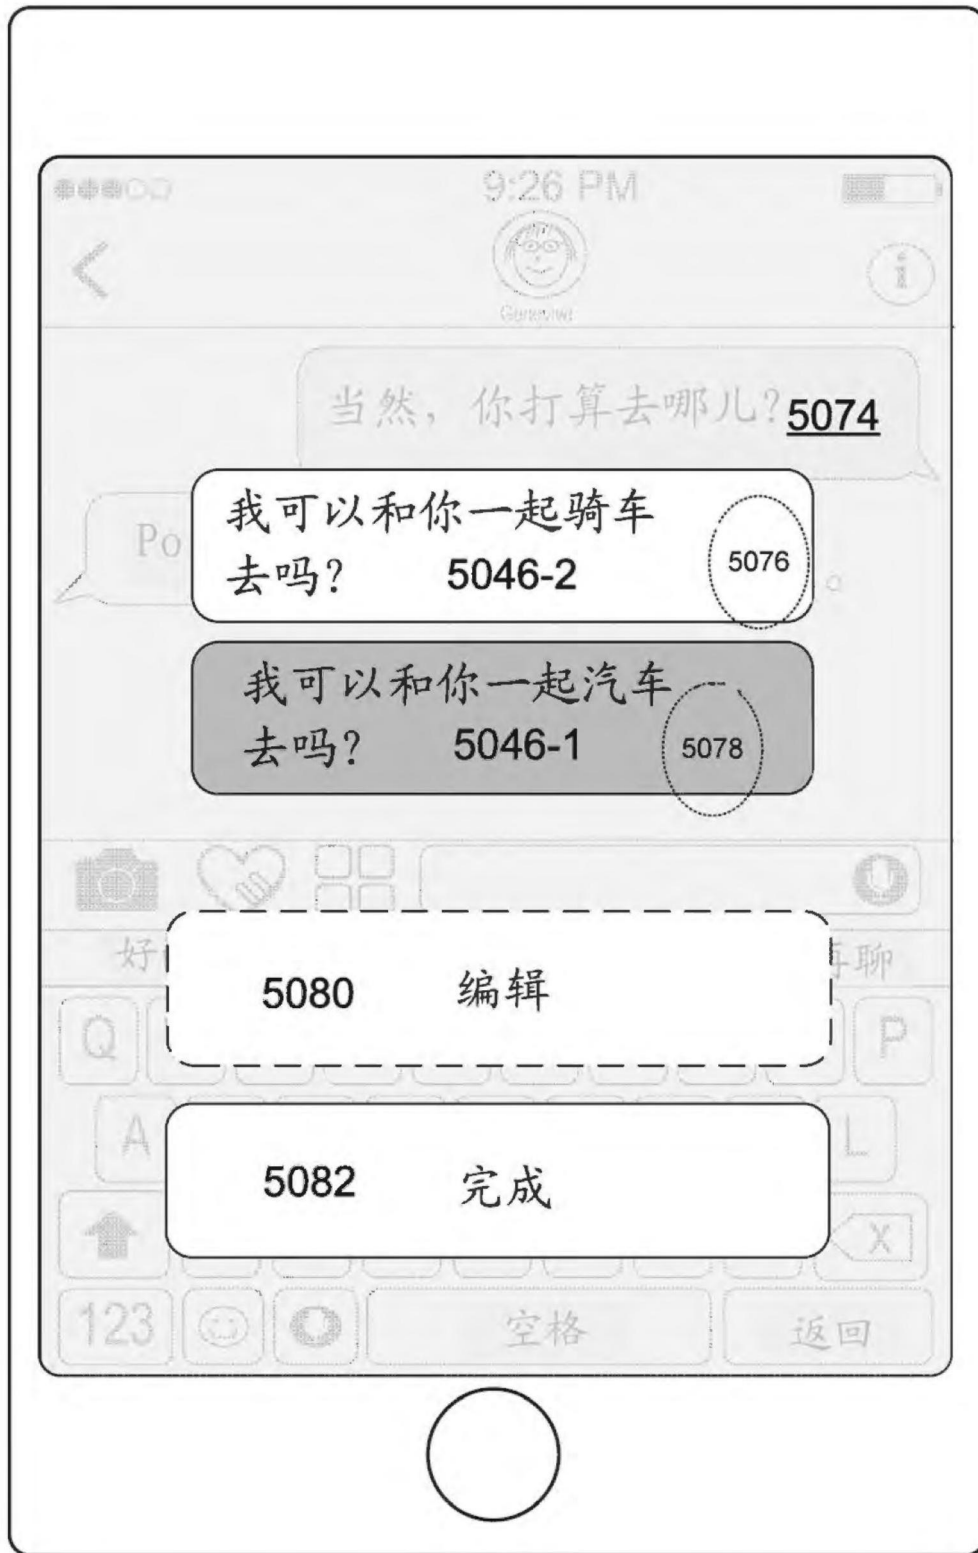 9:26 PM
当然，你打算去哪儿？5074
Po
我可以和你一起骑车
去吗？ 5046-2 5076
我可以和你一起汽车
去吗？ 5046-1 5078
好 再聊
5080 编辑
Q P
A L
5082 完成
X
123 空格 返回